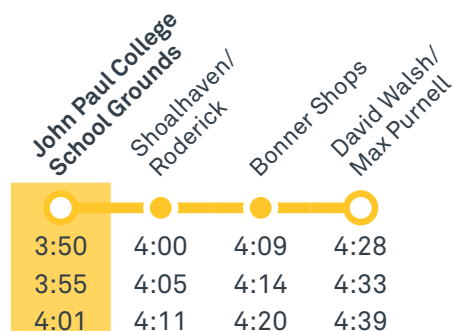 John Paul College
School Grounds
Shoalhaven/
Roderick
Bonner Shops
David Walsh/
Max Purnell
3:50 4:00 4:09 4:28
3:55 4:05 4:14 4:33
4:01 4:11 4:20 4:39